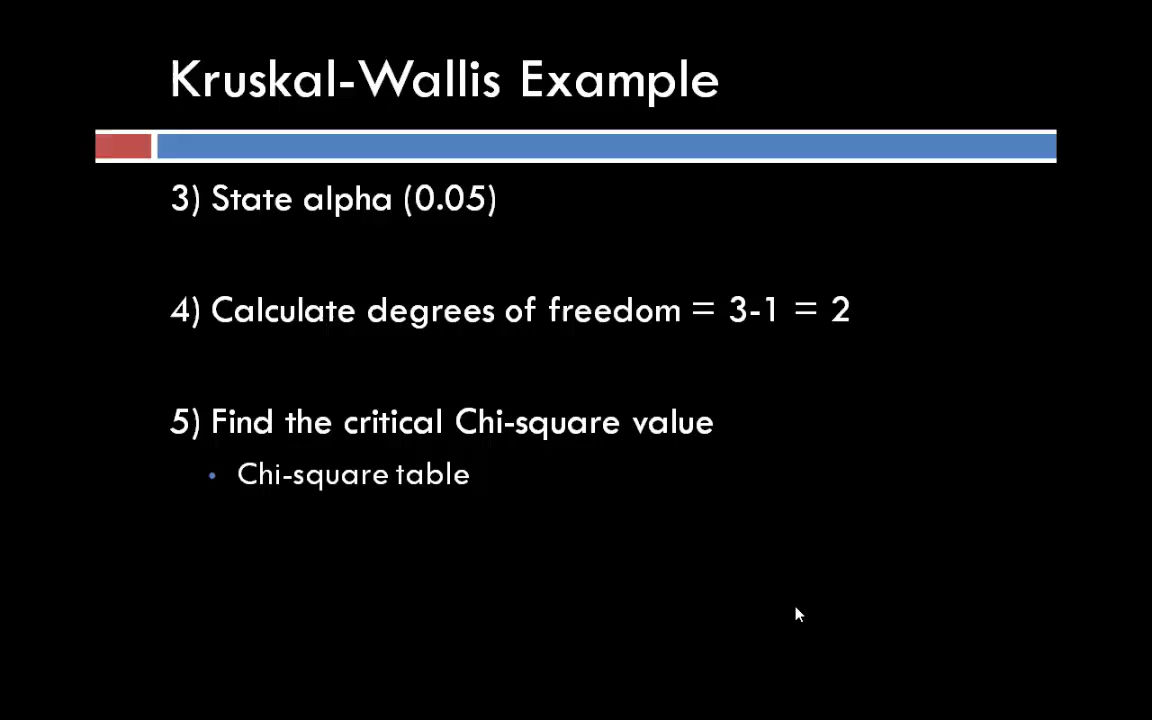 Kruskal-Wallis Example
3) State alpha (0.05)
4) Calculate degrees of freedom = 3-1 = 2
5) Find the critical Chi-square value
• Chi-square table